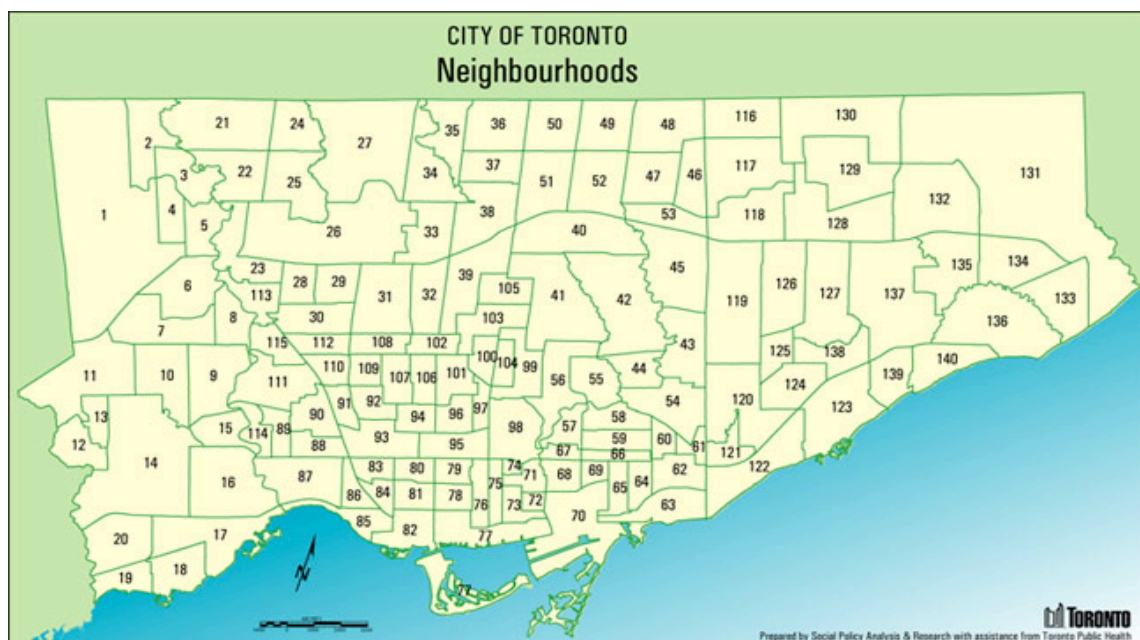 CITY OF TORONTO
Neighbourhoods
21 24 27 35 36 50 49 48 116 130
2 3 22 25 34 37 51 52 47 46 117 129 131
1 4 5 26 33 38 40 53 118 128 132
23 6 113 28 29 31 32 39 105 41 42 45 119 126 127 137 135 134 133
7 8 30 103 136
115 112 108 102 100 104 99 43 125 138 140
11 10 9 111 110 109 107 106 101 56 55 44 124 139
13 12 14 15 114 89 90 91 92 94 96 97 98 57 58 54 120 123
88 93 95 59 60 61 121 122
16 87 83 80 79 74 67 66 68 69 62
86 84 81 78 75 71 65 64
20 17 85 82 76 73 72 70 63
19 18 77
77
TORONTO
Prepared by Social Policy Analysis & Research with assistance from Toronto Public Health